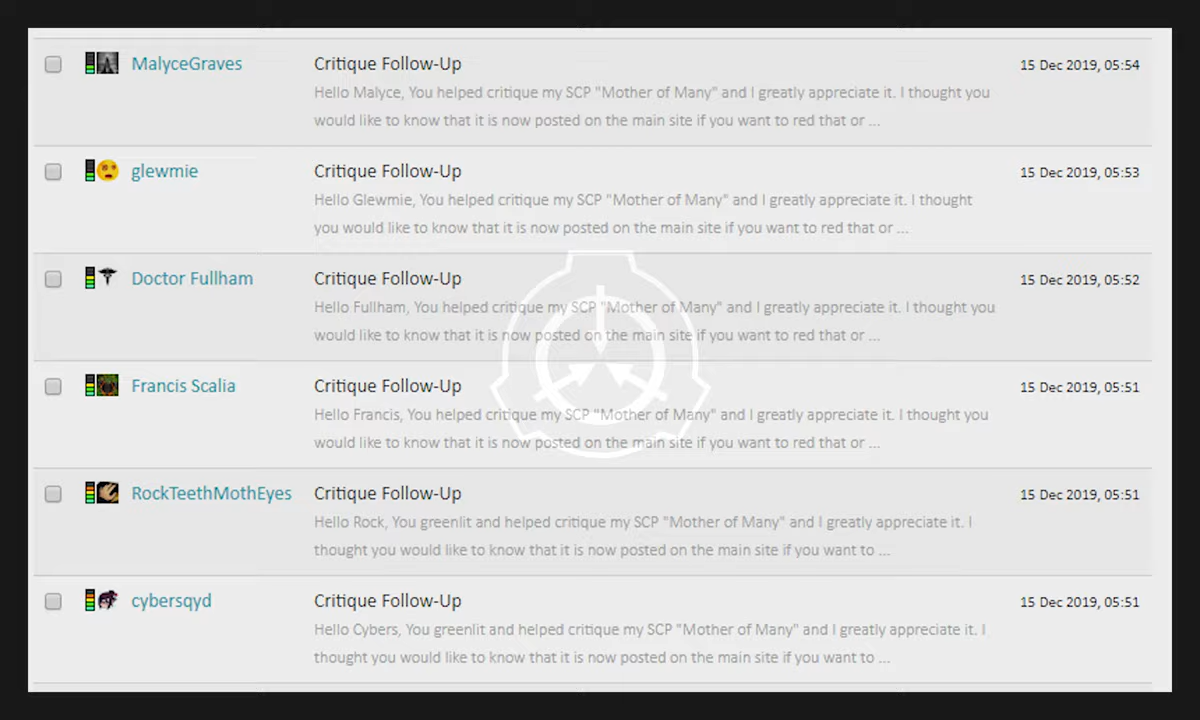 MalyceGraves Critique Follow-Up 15 Dec 2019, 05:54
Hello Malyce, You helped critique my SCP "Mother of Many" and I greatly appreciate it. I thought you
would like to know that it is now posted on the main site if you want to red that or ...
glewmie Critique Follow-Up 15 Dec 2019, 05:53
Hello Glewmie, You helped critique my SCP "Mother of Many" and I greatly appreciate it. I thought
you would like to know that it is now posted on the main site if you want to red that or ...
Doctor Fullham Critique Follow-Up 15 Dec 2019, 05:52
Hello Fullham, You helped critique my SCP "Mother of Many" and I greatly appreciate it. I thought you
would like to know that it is now posted on the main site if you want to red that or ...
Francis Scalia Critique Follow-Up 15 Dec 2019, 05:51
Hello Francis, You helped critique my SCP "Mother of Many" and I greatly appreciate it. I thought you
would like to know that it is now posted on the main site if you want to red that or ...
RockTeethMothEyes Critique Follow-Up 15 Dec 2019, 05:51
Hello Rock, You greenlit and helped critique my SCP "Mother of Many" and I greatly appreciate it. I
thought you would like to know that it is now posted on the main site if you want to ...
cybersqyd Critique Follow-Up 15 Dec 2019, 05:51
Hello Cybers, You greenlit and helped critique my SCP "Mother of Many" and I greatly appreciate it. I
thought you would like to know that it is now posted on the main site if you want to ...